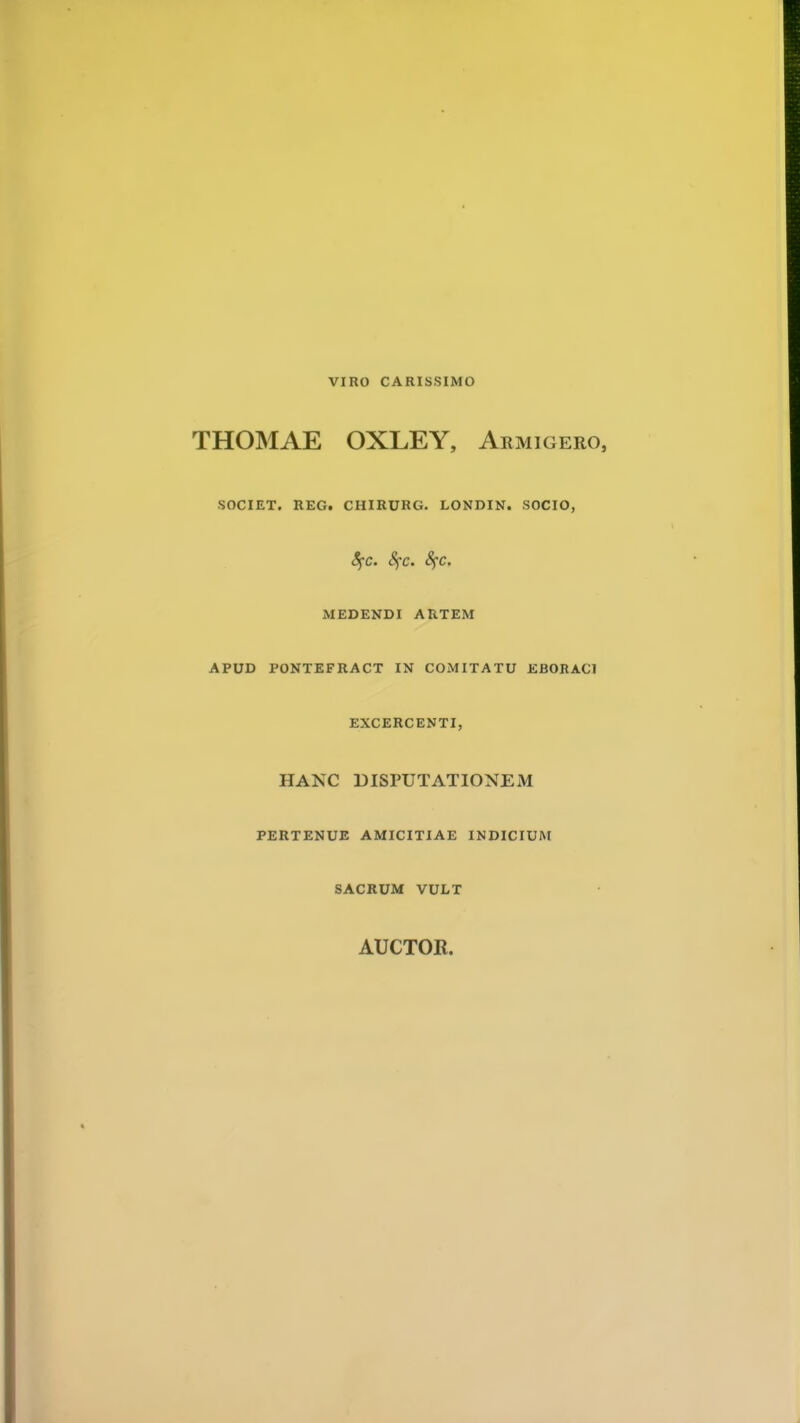 VIRO CARISSIMO
THOMAE OXLEY, ARMIGERO,
SOCIET. REG. CHIRURG. LONDIN. SOCIO,
&c. &c. &c.
MEDENDI ARTEM
APUD PONTEFRACT IN COMITATU EBORACI
EXCERCENTI,
HANC DISPUTATIONEM
PERTENUE AMICITIAE INDICIUM
SACRUM VULT
AUCTOR.